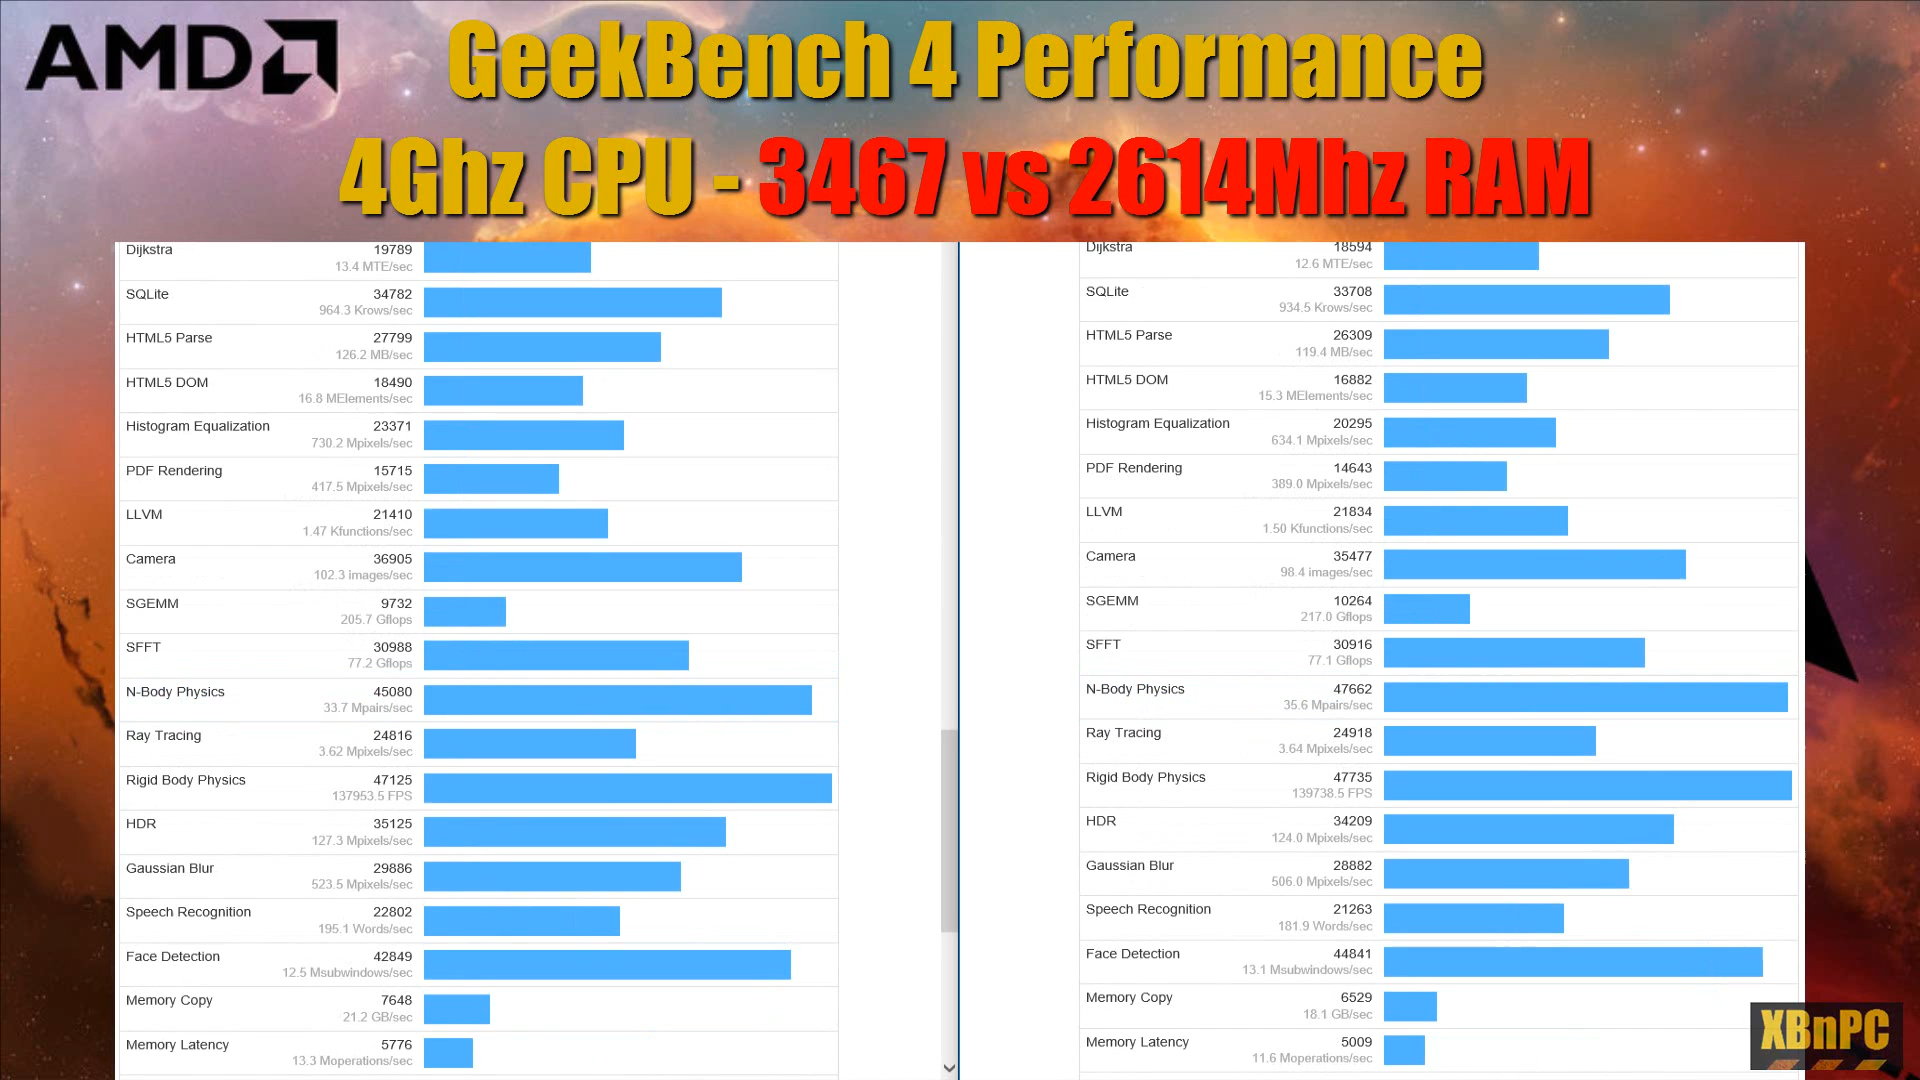 AMD
GeekBench 4 Performance
4Ghz CPU - 3467 vs 2614Mhz RAM
Dijkstra 19789
13.4 MTE/sec
SQLite 34782
964.3 Krows/sec
HTML5 Parse 27799
126.2 MB/sec
HTML5 DOM 18490
16.8 MElements/sec
Histogram Equalization 23371
730.2 Mpixels/sec
PDF Rendering 15715
417.5 Mpixels/sec
LLVM 21410
1.47 Kfunctions/sec
Camera 36905
102.3 images/sec
SGEMM 9732
205.7 Gflops
SFFT 30988
77.2 Gflops
N-Body Physics 45080
33.7 Mpairs/sec
Ray Tracing 24816
3.62 Mpixels/sec
Rigid Body Physics 47125
137953.5 FPS
HDR 35125
127.3 Mpixels/sec
Gaussian Blur 29886
523.5 Mpixels/sec
Speech Recognition 22802
195.1 Words/sec
Face Detection 42849
12.5 Msubwindows/sec
Memory Copy 7648
21.2 GB/sec
Memory Latency 5776
13.3 Moperations/sec
Dijkstra 18594
12.6 MTE/sec
SQLite 33708
934.5 Krows/sec
HTML5 Parse 26309
119.4 MB/sec
HTML5 DOM 16882
15.3 MElements/sec
Histogram Equalization 20295
634.1 Mpixels/sec
PDF Rendering 14643
389.0 Mpixels/sec
LLVM 21834
1.50 Kfunctions/sec
Camera 35477
98.4 images/sec
SGEMM 10264
217.0 Gflops
SFFT 30916
77.1 Gflops
N-Body Physics 47662
35.6 Mpairs/sec
Ray Tracing 24918
3.64 Mpixels/sec
Rigid Body Physics 47735
139738.5 FPS
HDR 34209
124.0 Mpixels/sec
Gaussian Blur 28882
506.0 Mpixels/sec
Speech Recognition 21263
181.9 Words/sec
Face Detection 44841
13.1 Msubwindows/sec
Memory Copy 6529
18.1 GB/sec
Memory Latency 5009
11.6 Moperations/sec
XBnPC